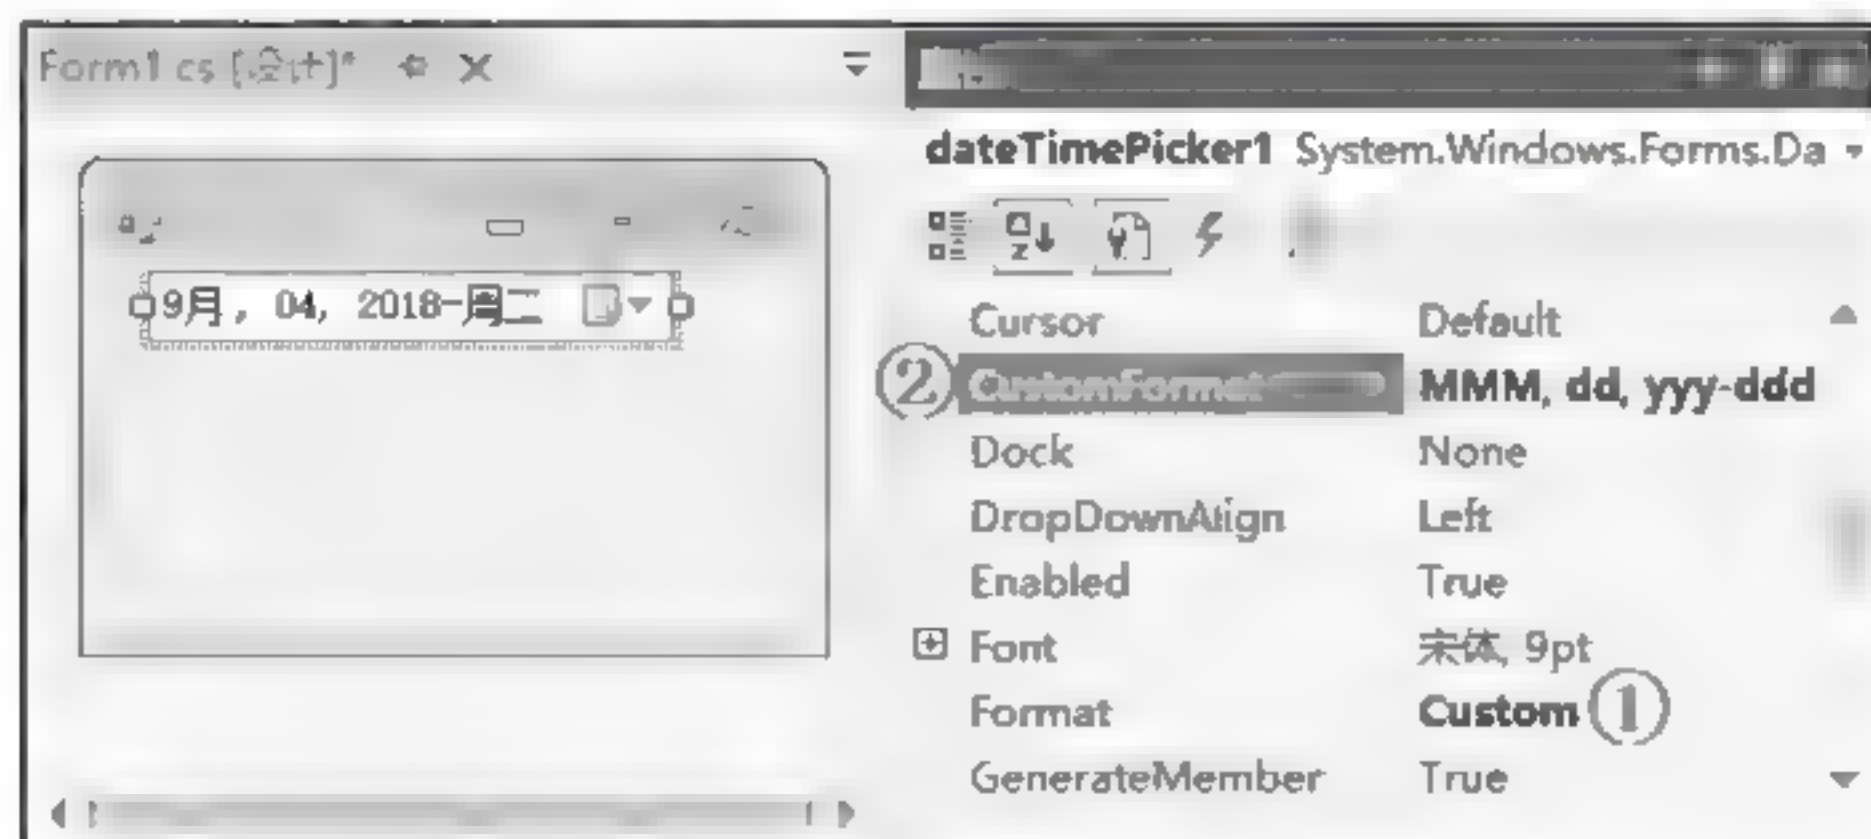 Form1 cs [设计]*
9月, 04, 2018-周二
dateTimePicker1 System.Windows.Forms.Da
Cursor Default
② CustomFormat MMM, dd, yyy-ddd
Dock None
DropDownAlign Left
Enabled True
Font 宋体, 9pt
Format Custom ①
GenerateMember True